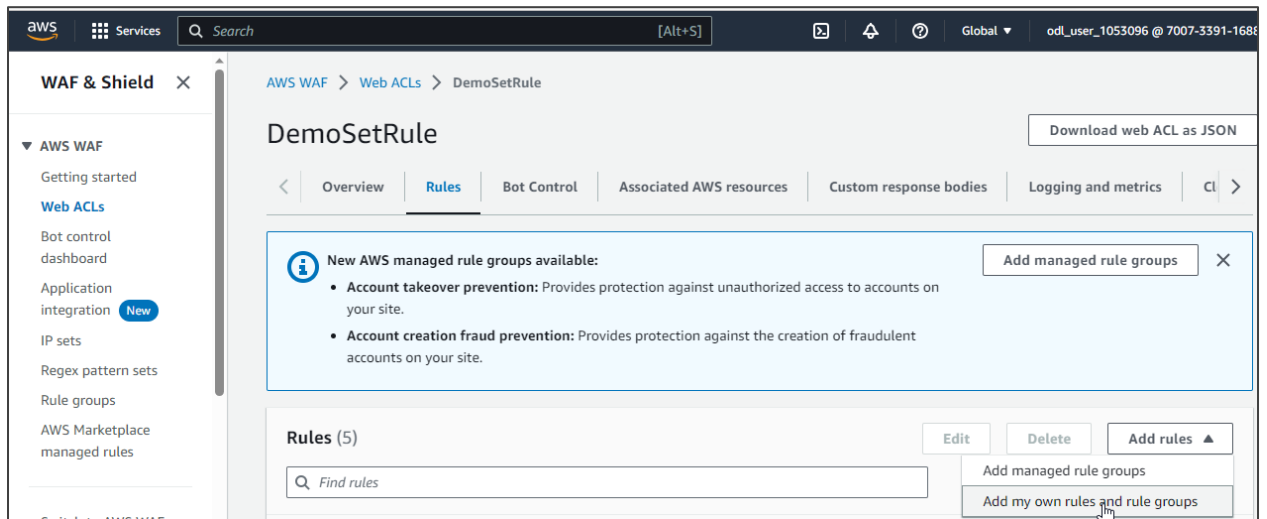 aws
Services
Search
[Alt+S]
Global
odl_user_1053096 @ 7007-3391-1688
WAF & Shield
AWS WAF
Getting started
Web ACLs
Bot control
dashboard
Application
integration New
IP sets
Regex pattern sets
Rule groups
AWS Marketplace
managed rules
AWS WAF > Web ACLs > DemoSetRule
DemoSetRule
Download web ACL as JSON
Overview
Rules
Bot Control
Associated AWS resources
Custom response bodies
Logging and metrics
New AWS managed rule groups available:
Add managed rule groups
• Account takeover prevention: Provides protection against unauthorized access to accounts on
your site.
• Account creation fraud prevention: Provides protection against the creation of fraudulent
accounts on your site.
Rules (5)
Edit
Delete
Add rules
Find rules
Add managed rule groups
Add my own rules and rule groups